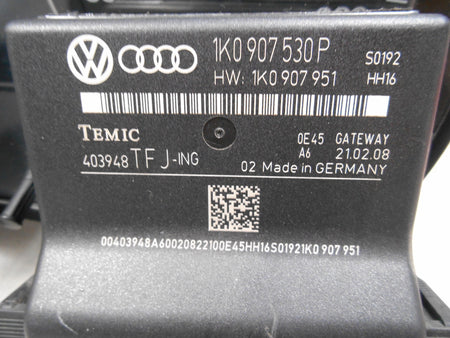 1K0 907 530 P S0192
HW: 1K0 907 951 HH16
TEMIC 0E45 GATEWAY
403948 TFJ-ING A6 21.02.08
02 Made in GERMANY
00403948A60020822100E45HH16S01921K0 907 951